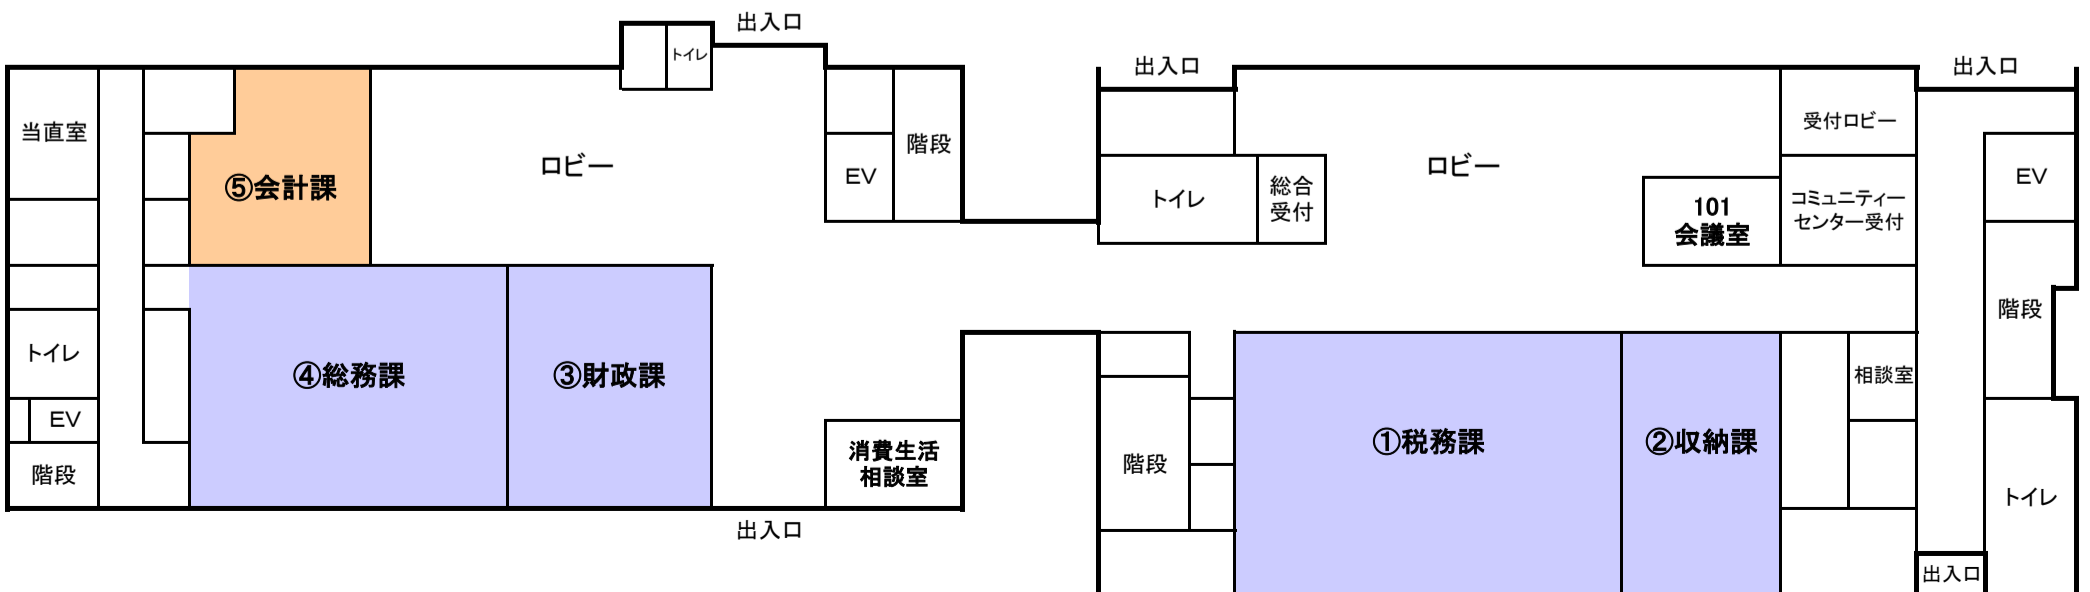 出入口
トイレ
出入口
出入口
当直室
階段
受付ロビー
ロビー
ロビー
EV
EV
⑤会計課
トイレ
総合
受付
101
会議室
コミュニティー
センター受付
階段
トイレ
④総務課
③財政課
相談室
EV
階段
消費生活
相談室
階段
①税務課
②収納課
トイレ
出入口
出入口